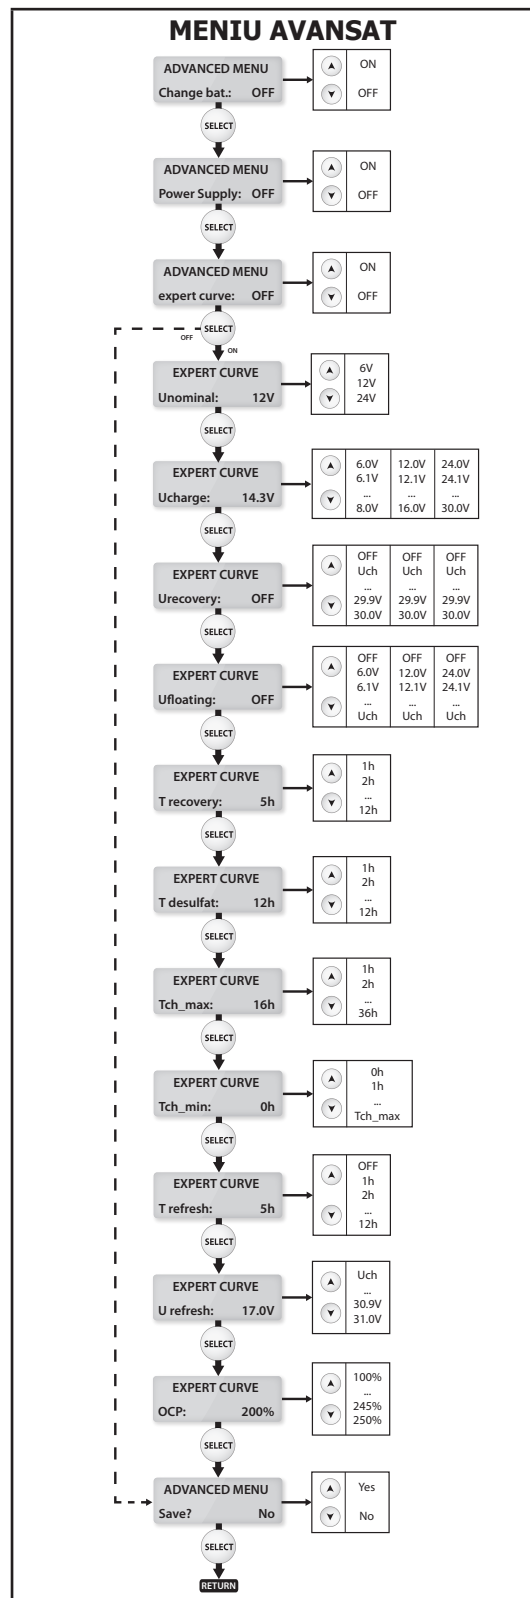 MENIU AVANSAT
ADVANCED MENU
Change bat.: OFF
ON
OFF
SELECT
ADVANCED MENU
Power Supply: OFF
ON
OFF
SELECT
ADVANCED MENU
expert curve: OFF
ON
OFF
OFF
SELECT
ON
EXPERT CURVE
Unominal: 12V
6V
12V
24V
SELECT
EXPERT CURVE
Ucharge: 14.3V
6.0V 12.0V 24.0V
6.1V 12.1V 24.1V
... ... ...
8.0V 16.0V 30.0V
SELECT
EXPERT CURVE
Urecovery: OFF
OFF OFF OFF
Uch Uch Uch
... ... ...
29.9V 29.9V 29.9V
30.0V 30.0V 30.0V
SELECT
EXPERT CURVE
Ufloating: OFF
OFF OFF OFF
6.0V 12.0V 24.0V
6.1V 12.1V 24.1V
... ... ...
Uch Uch Uch
SELECT
EXPERT CURVE
T recovery: 5h
1h
2h
...
12h
SELECT
EXPERT CURVE
T desulfat: 12h
1h
2h
...
12h
SELECT
EXPERT CURVE
Tch_max: 16h
1h
2h
...
36h
SELECT
EXPERT CURVE
Tch_min: 0h
0h
1h
...
Tch_max
SELECT
EXPERT CURVE
T refresh: 5h
OFF
1h
2h
...
12h
SELECT
EXPERT CURVE
U refresh: 17.0V
Uch
...
30.9V
31.0V
SELECT
EXPERT CURVE
OCP: 200%
100%
...
245%
250%
SELECT
ADVANCED MENU
Save? No
Yes
No
SELECT
RETURN